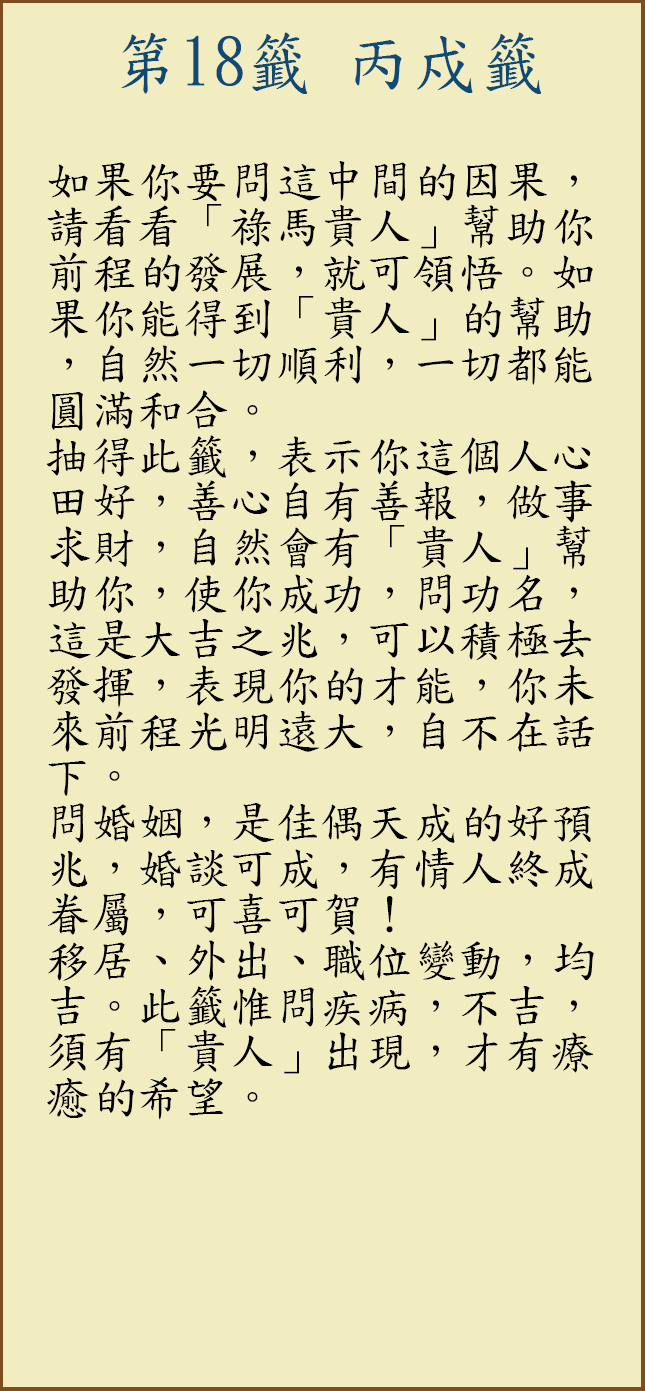 第18籤 丙戌籤
如果你要問這中間的因果，
請看看「祿馬貴人」幫助你
前程的發展，就可領悟。如
果你能得到「貴人」的幫助
，自然一切順利，一切都能
圓滿和合。
抽得此籤，表示你這個人心
田好，善心自有善報，做事
求財，自然會有「貴人」幫
助你，使你成功，問功名，
這是大吉之兆，可以積極去
發揮，表現你的才能，你未
來前程光明遠大，自不在話
下。
問婚姻，是佳偶天成的好預
兆，婚談可成，有情人終成
眷屬，可喜可賀！
移居、外出、職位變動，均
吉。此籤惟問疾病，不吉，
須有「貴人」出現，才有療
癒的希望。